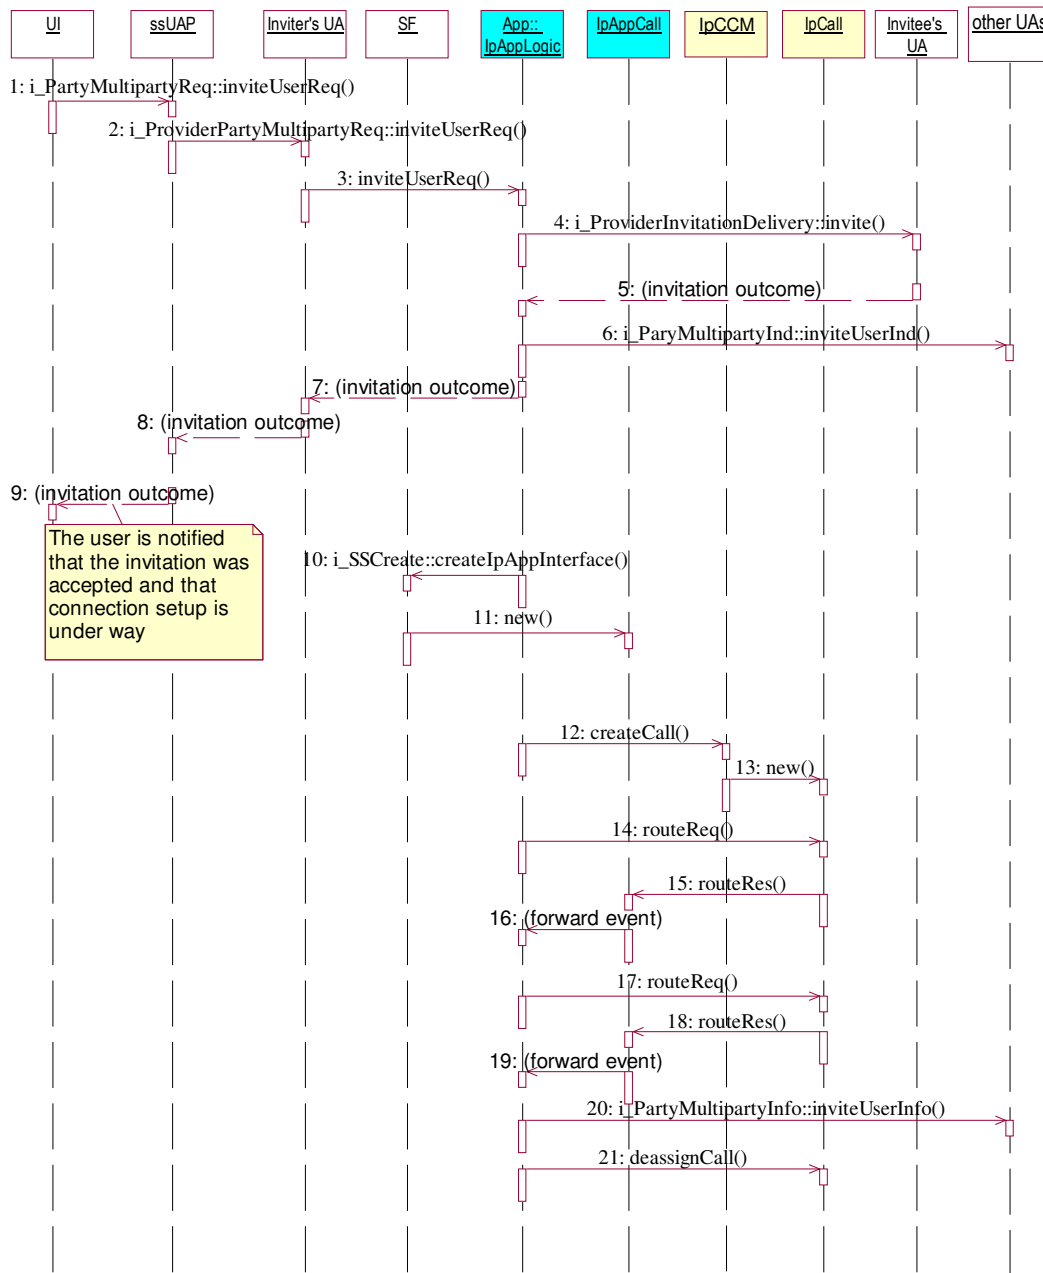 UI
ssUAP
Inviter's UA
SF
App::
IpAppLogic
IpAppCall
IpCCM
IpCall
Invitee's
UA
other UAs
1: i_PartyMultipartyReq::inviteUserReq()
2: i_ProviderPartyMultipartyReq::inviteUserReq()
3: inviteUserReq()
4: i_ProviderInvitationDelivery::invite()
5: (invitation outcome)
6: i_ParyMultipartyInd::inviteUserInd()
7: (invitation outcome)
8: (invitation outcome)
9: (invitation outcome)
The user is notified
that the invitation was
accepted and that
connection setup is
under way
10: i_SSCreate::createIpAppInterface()
11: new()
12: createCall()
13: new()
14: routeReq()
15: routeRes()
16: (forward event)
17: routeReq()
18: routeRes()
19: (forward event)
20: i_PartyMultipartyInfo::inviteUserInfo()
21: deassignCall()